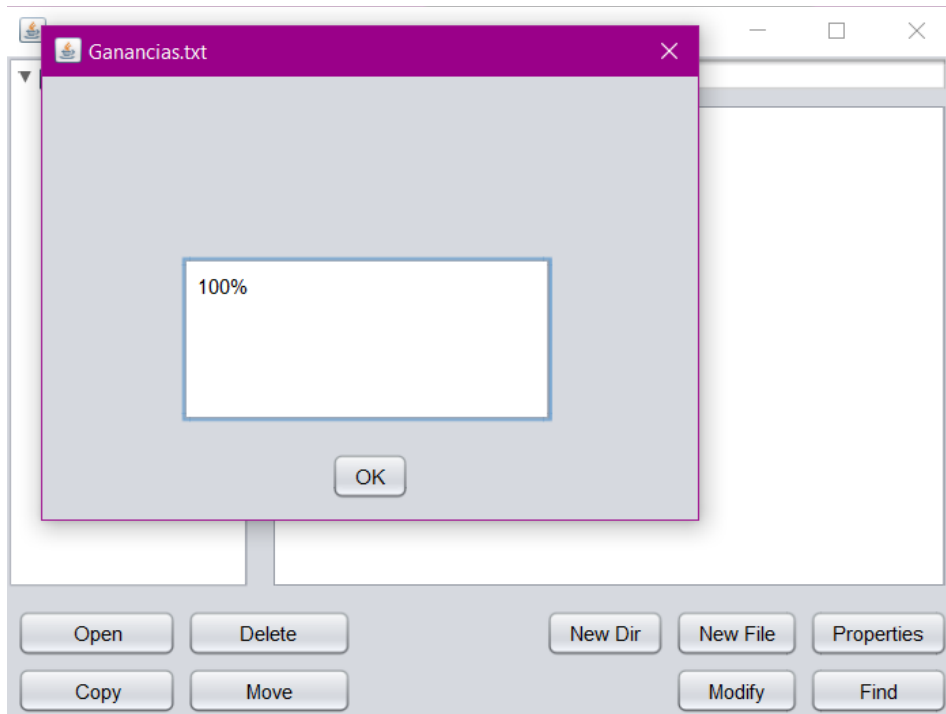 Ganancias.txt
100%
OK
Open
Delete
New Dir
New File
Properties
Copy
Move
Modify
Find